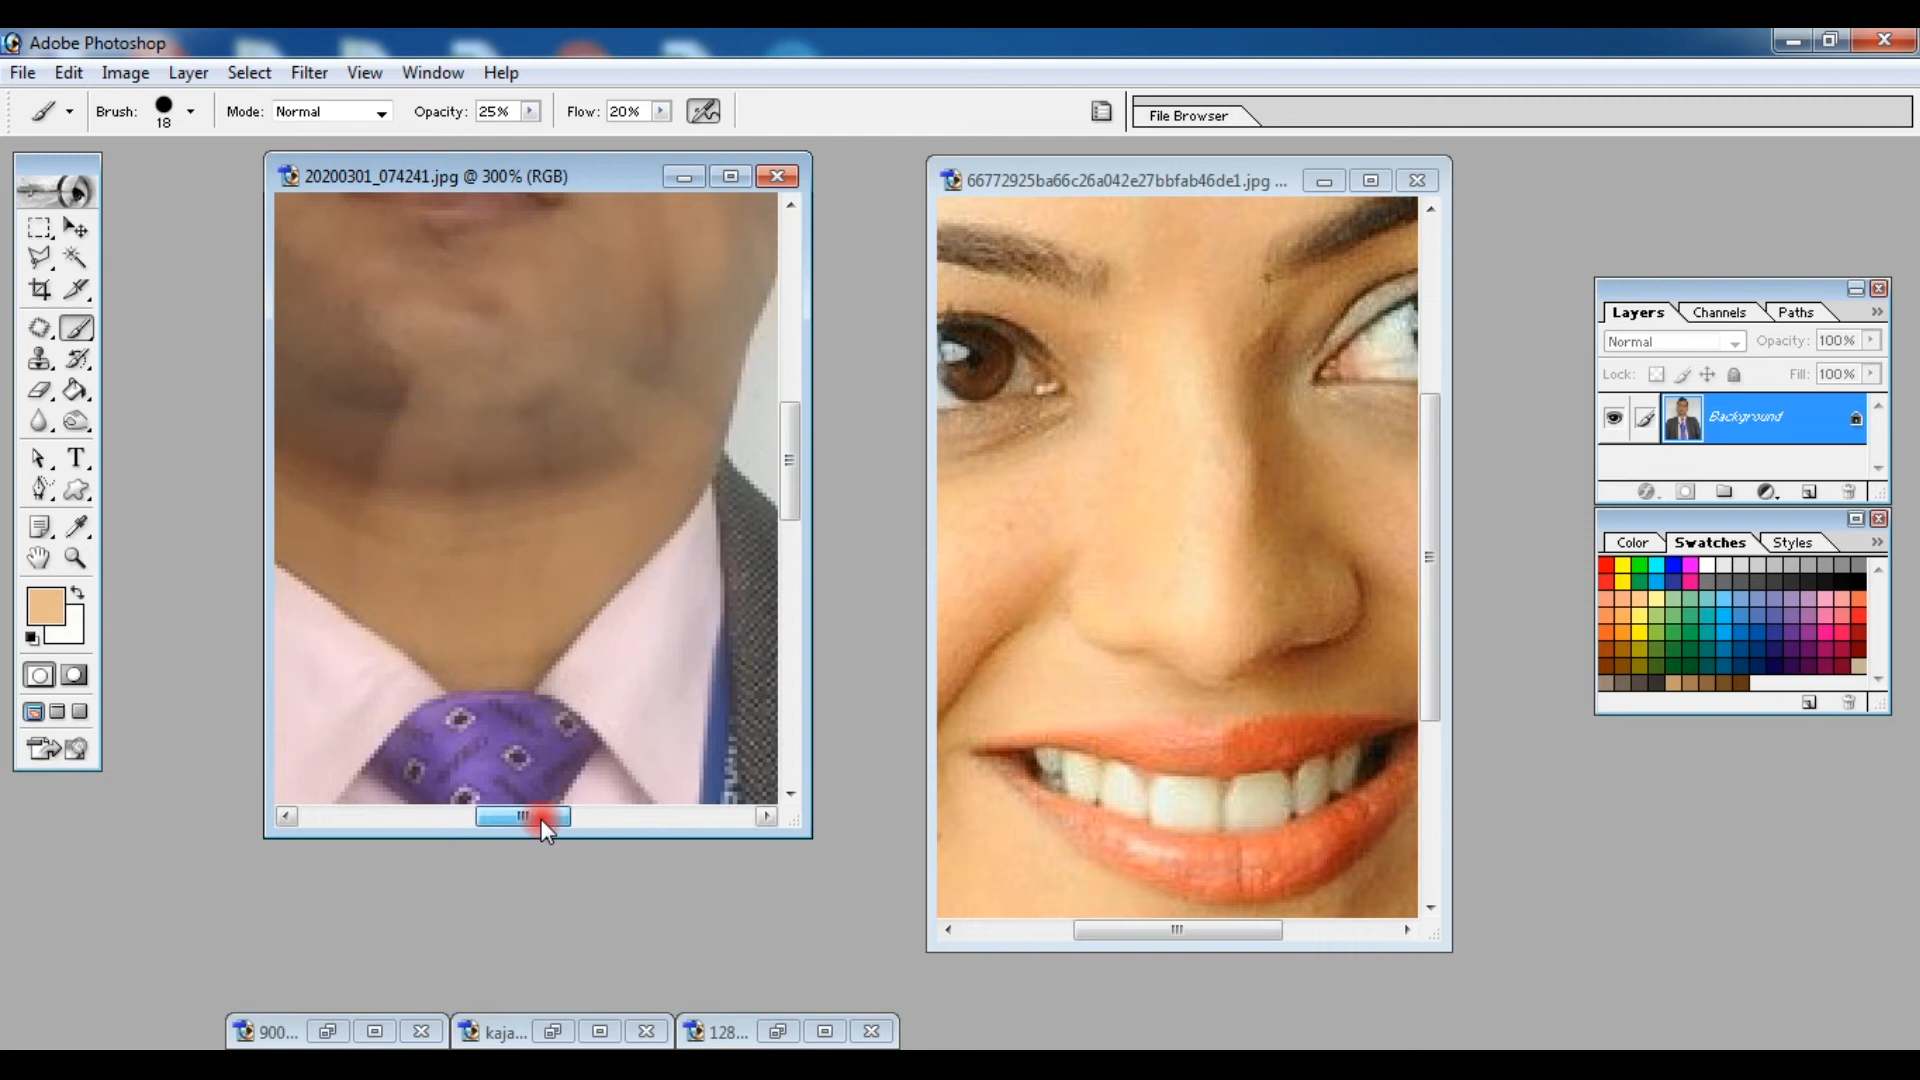 Adobe Photoshop
File Edit Image Layer Select Filter View Window Help
Brush: 18 Mode: Normal Opacity: 25% Flow: 20% File Browser
20200301_074241.jpg @ 300% (RGB)
66772925ba66c26a042e27bbfab46de1.jpg ...
Layers Channels Paths
Normal Opacity: 100%
Lock: Fill: 100%
Background
Color Swatches Styles
T
900... kaja... 128...